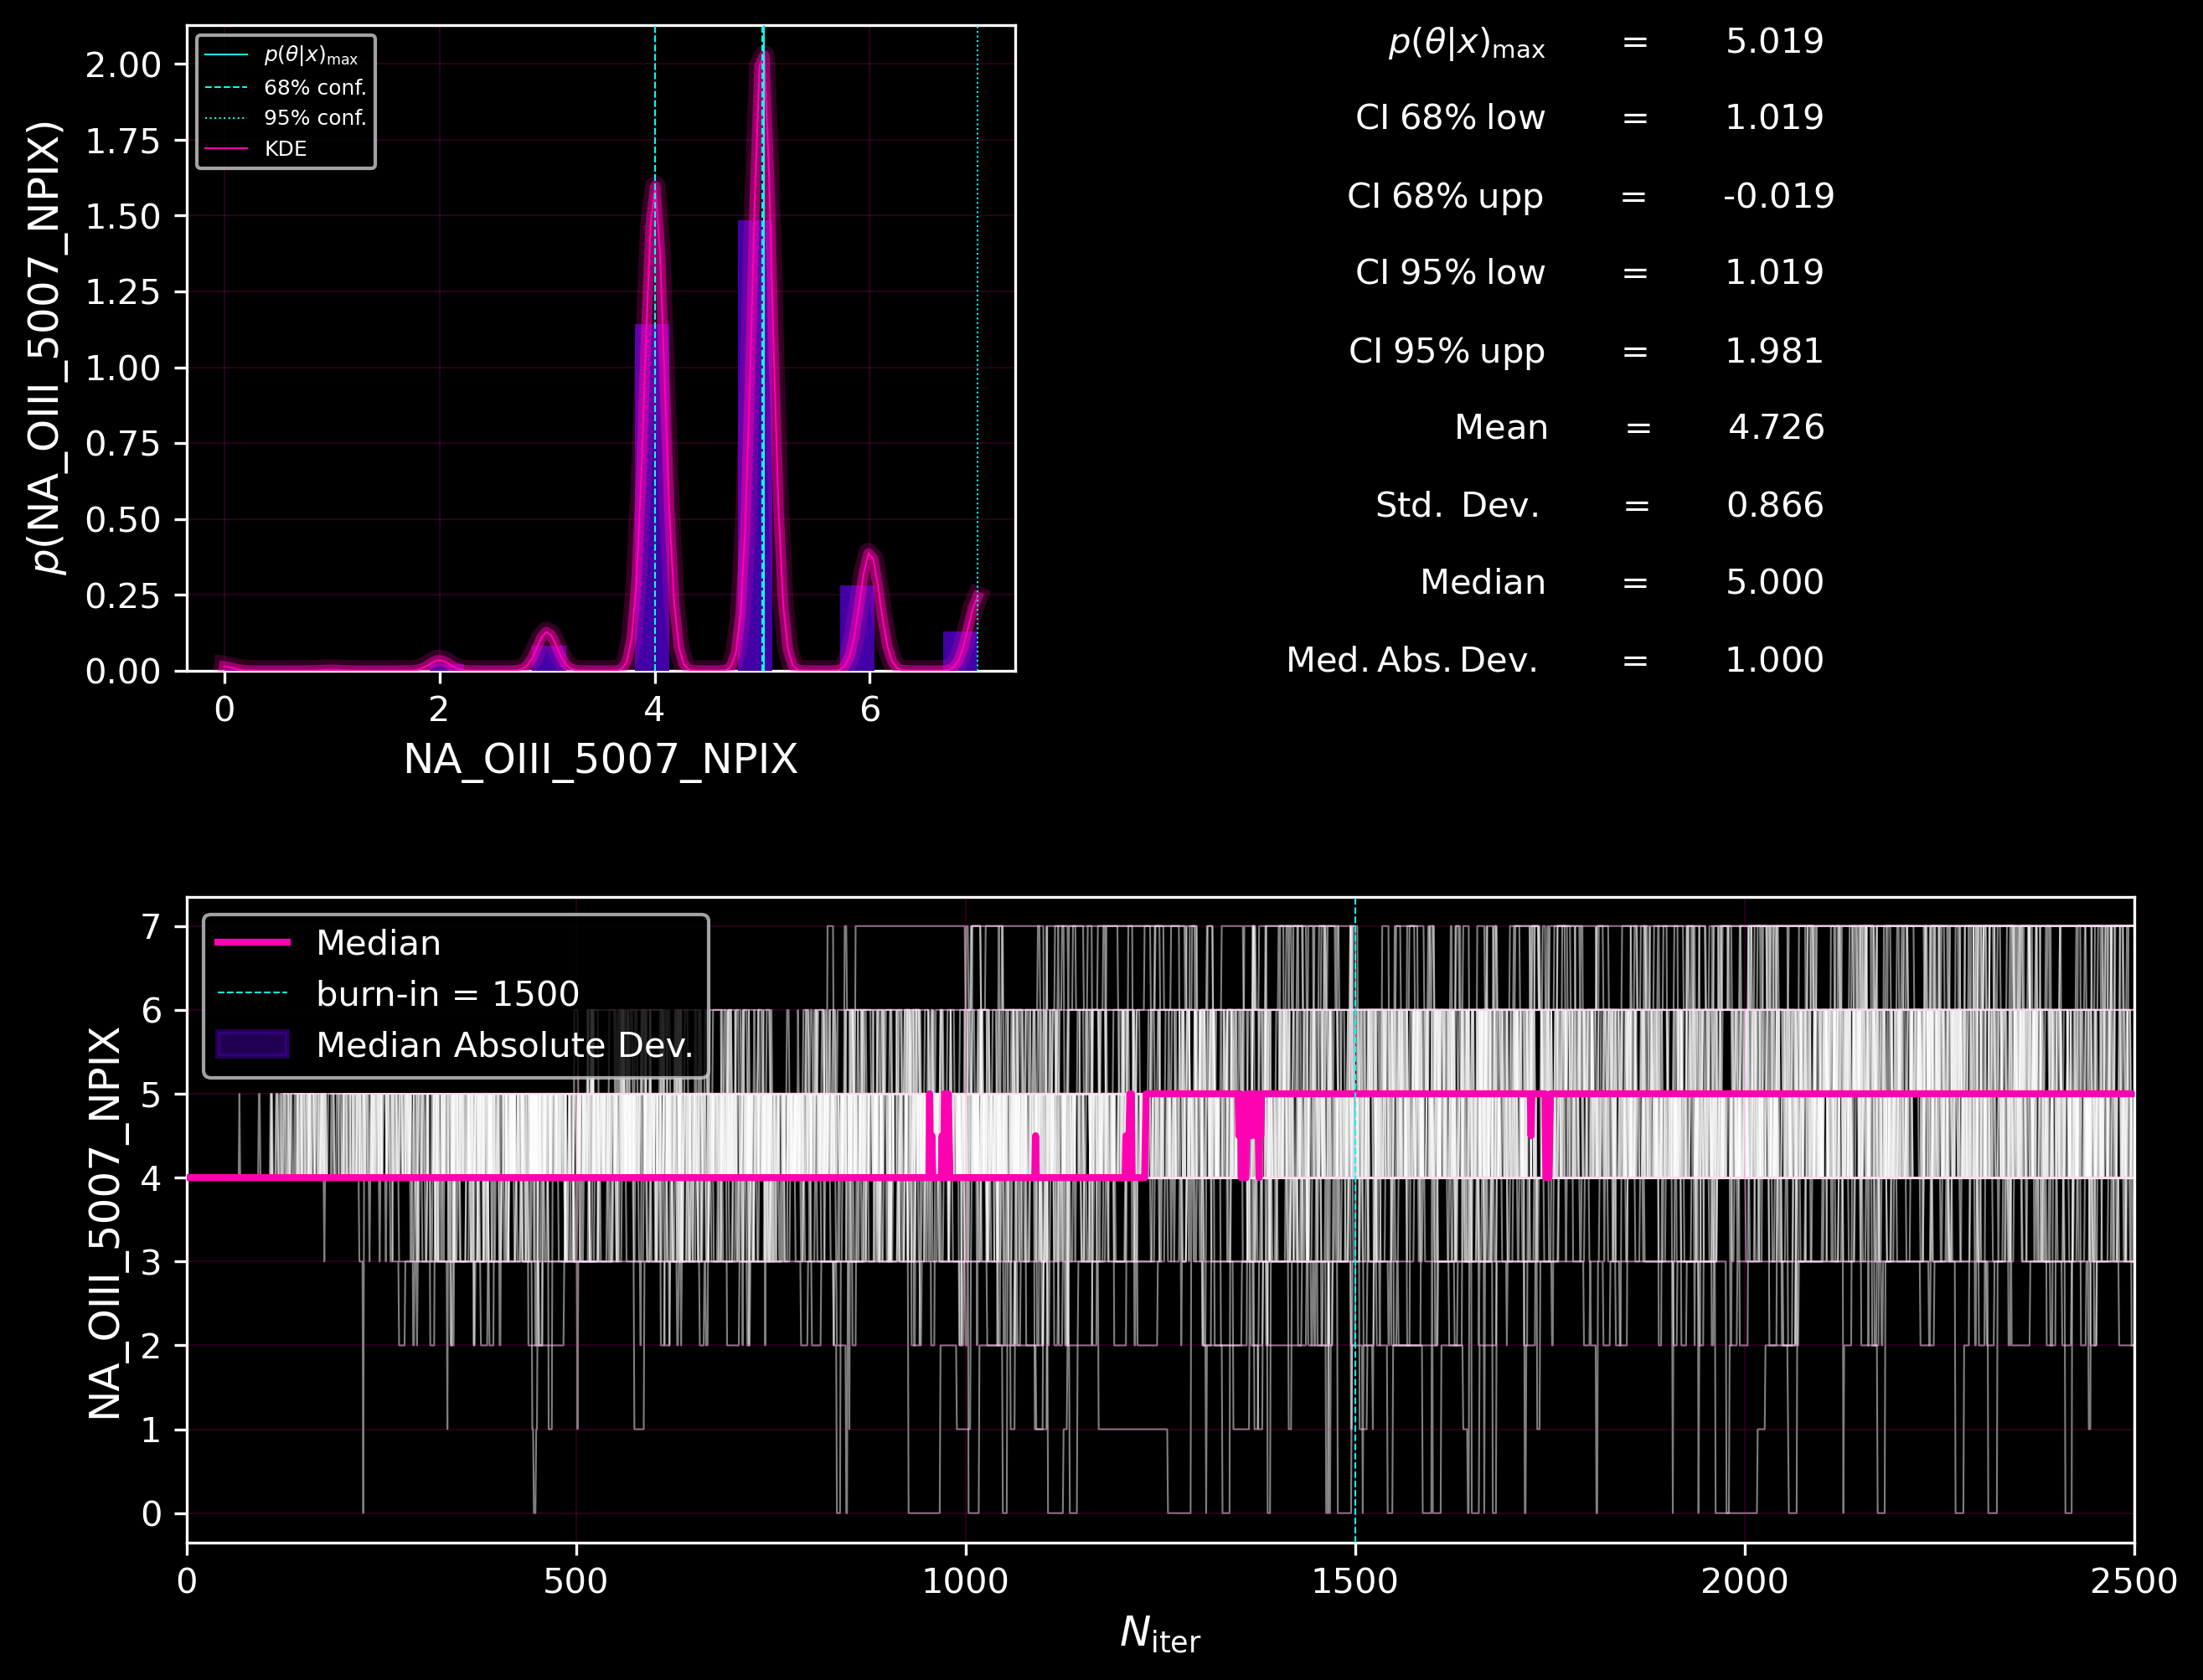 p(θ|x)max
68% conf.
95% conf.
KDE
2.00
1.75
1.50
1.25
1.00
0.75
0.50
0.25
0.00
p(NA_OIII_5007_NPIX)
0 2 4 6
NA_OIII_5007_NPIX
p(θ|x)max = 5.019
CI 68% low = 1.019
CI 68% upp = -0.019
CI 95% low = 1.019
CI 95% upp = 1.981
Mean = 4.726
Std. Dev. = 0.866
Median = 5.000
Med. Abs. Dev. = 1.000
Median
burn-in = 1500
Median Absolute Dev.
7
6
5
4
3
2
1
0
NA_OIII_5007_NPIX
0 500 1000 1500 2000 2500
Niter